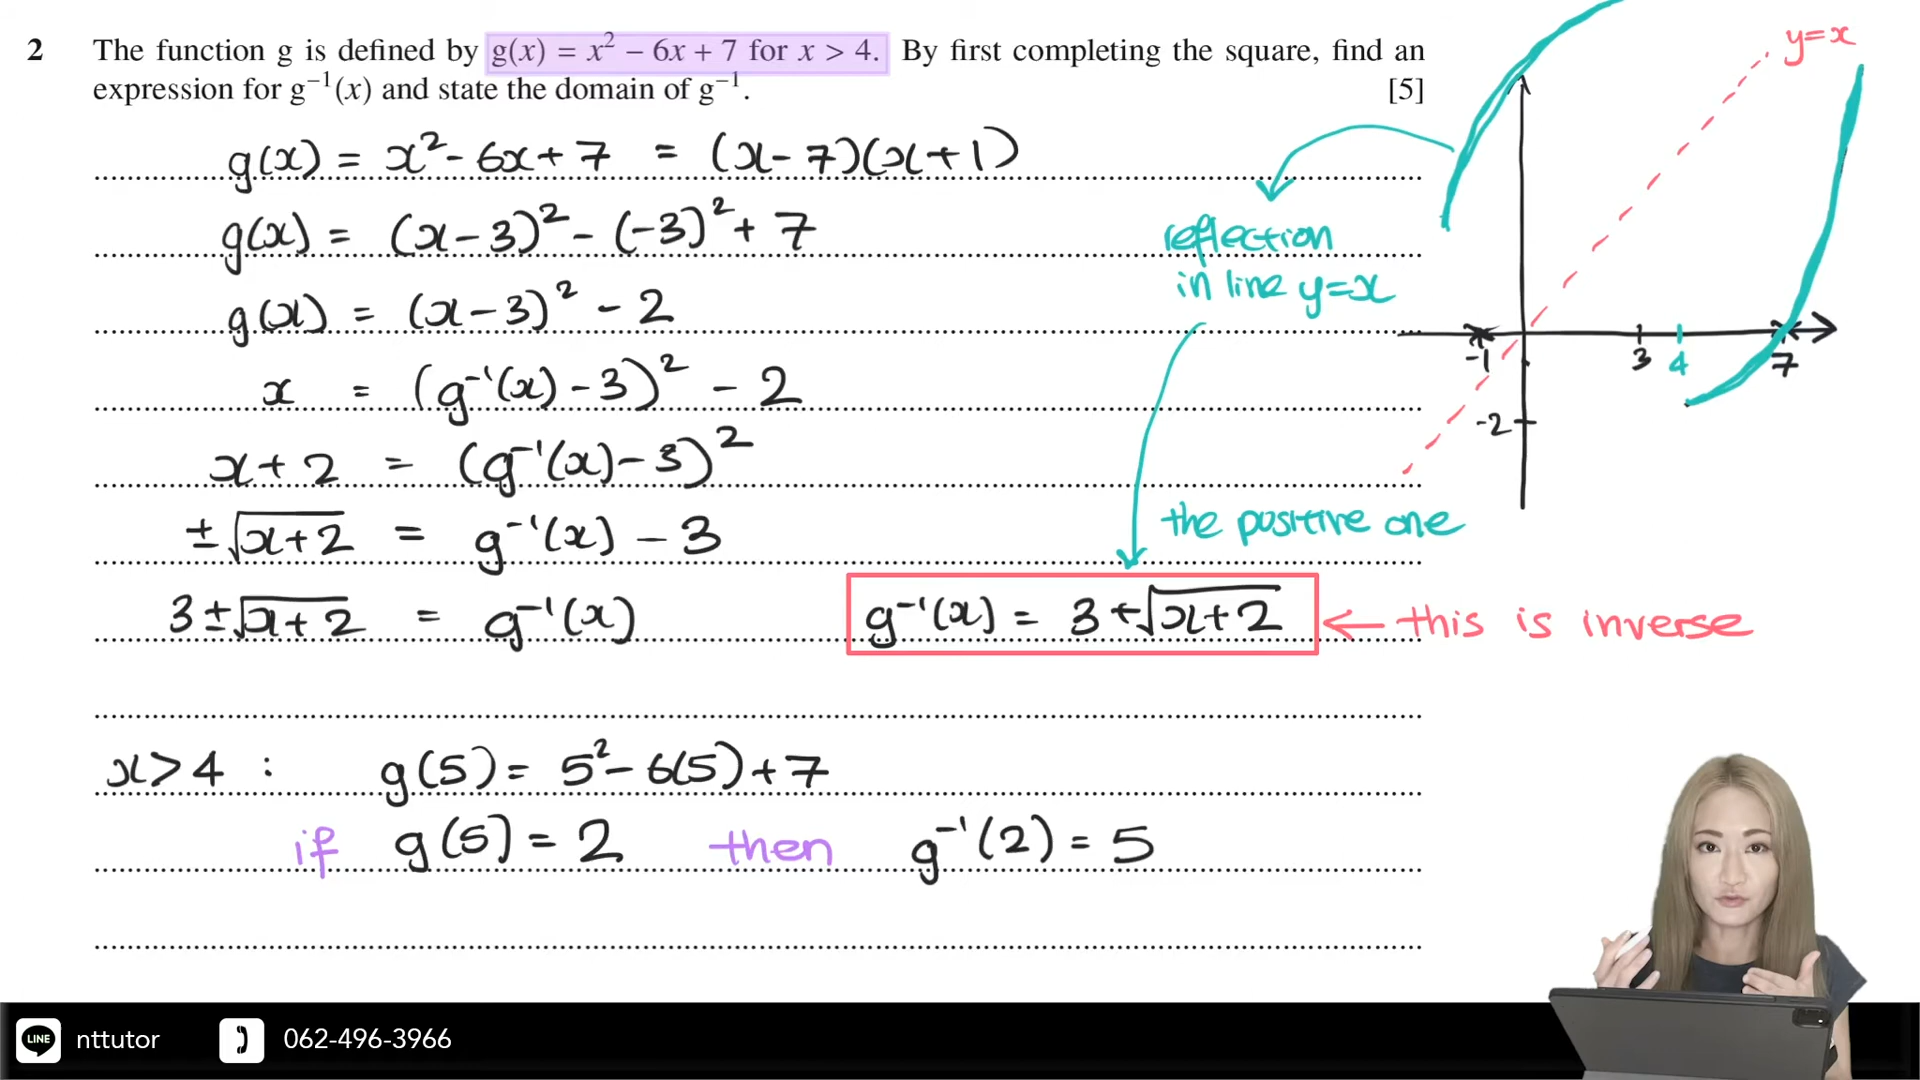 2 The function g is defined by g(x) = x² − 6x + 7 for x > 4. By first completing the square, find an
expression for g⁻¹(x) and state the domain of g⁻¹. [5]
g(x) = x² - 6x + 7 = (x - 7)(x + 1)
g(x) = (x - 3)² - (-3)² + 7
g(x) = (x - 3)² - 2
x = (g⁻¹(x) - 3)² - 2
x + 2 = (g⁻¹(x) - 3)²
±√(x + 2) = g⁻¹(x) - 3
3 ± √(x + 2) = g⁻¹(x)
g⁻¹(x) = 3 + √(x + 2) ← this is inverse
x > 4 : g(5) = 5² - 6(5) + 7
if g(5) = 2 then g⁻¹(2) = 5
y = x
reflection
in line y = x
the positive one
-1 3 4 7
-2
LINE nttutor 062-496-3966